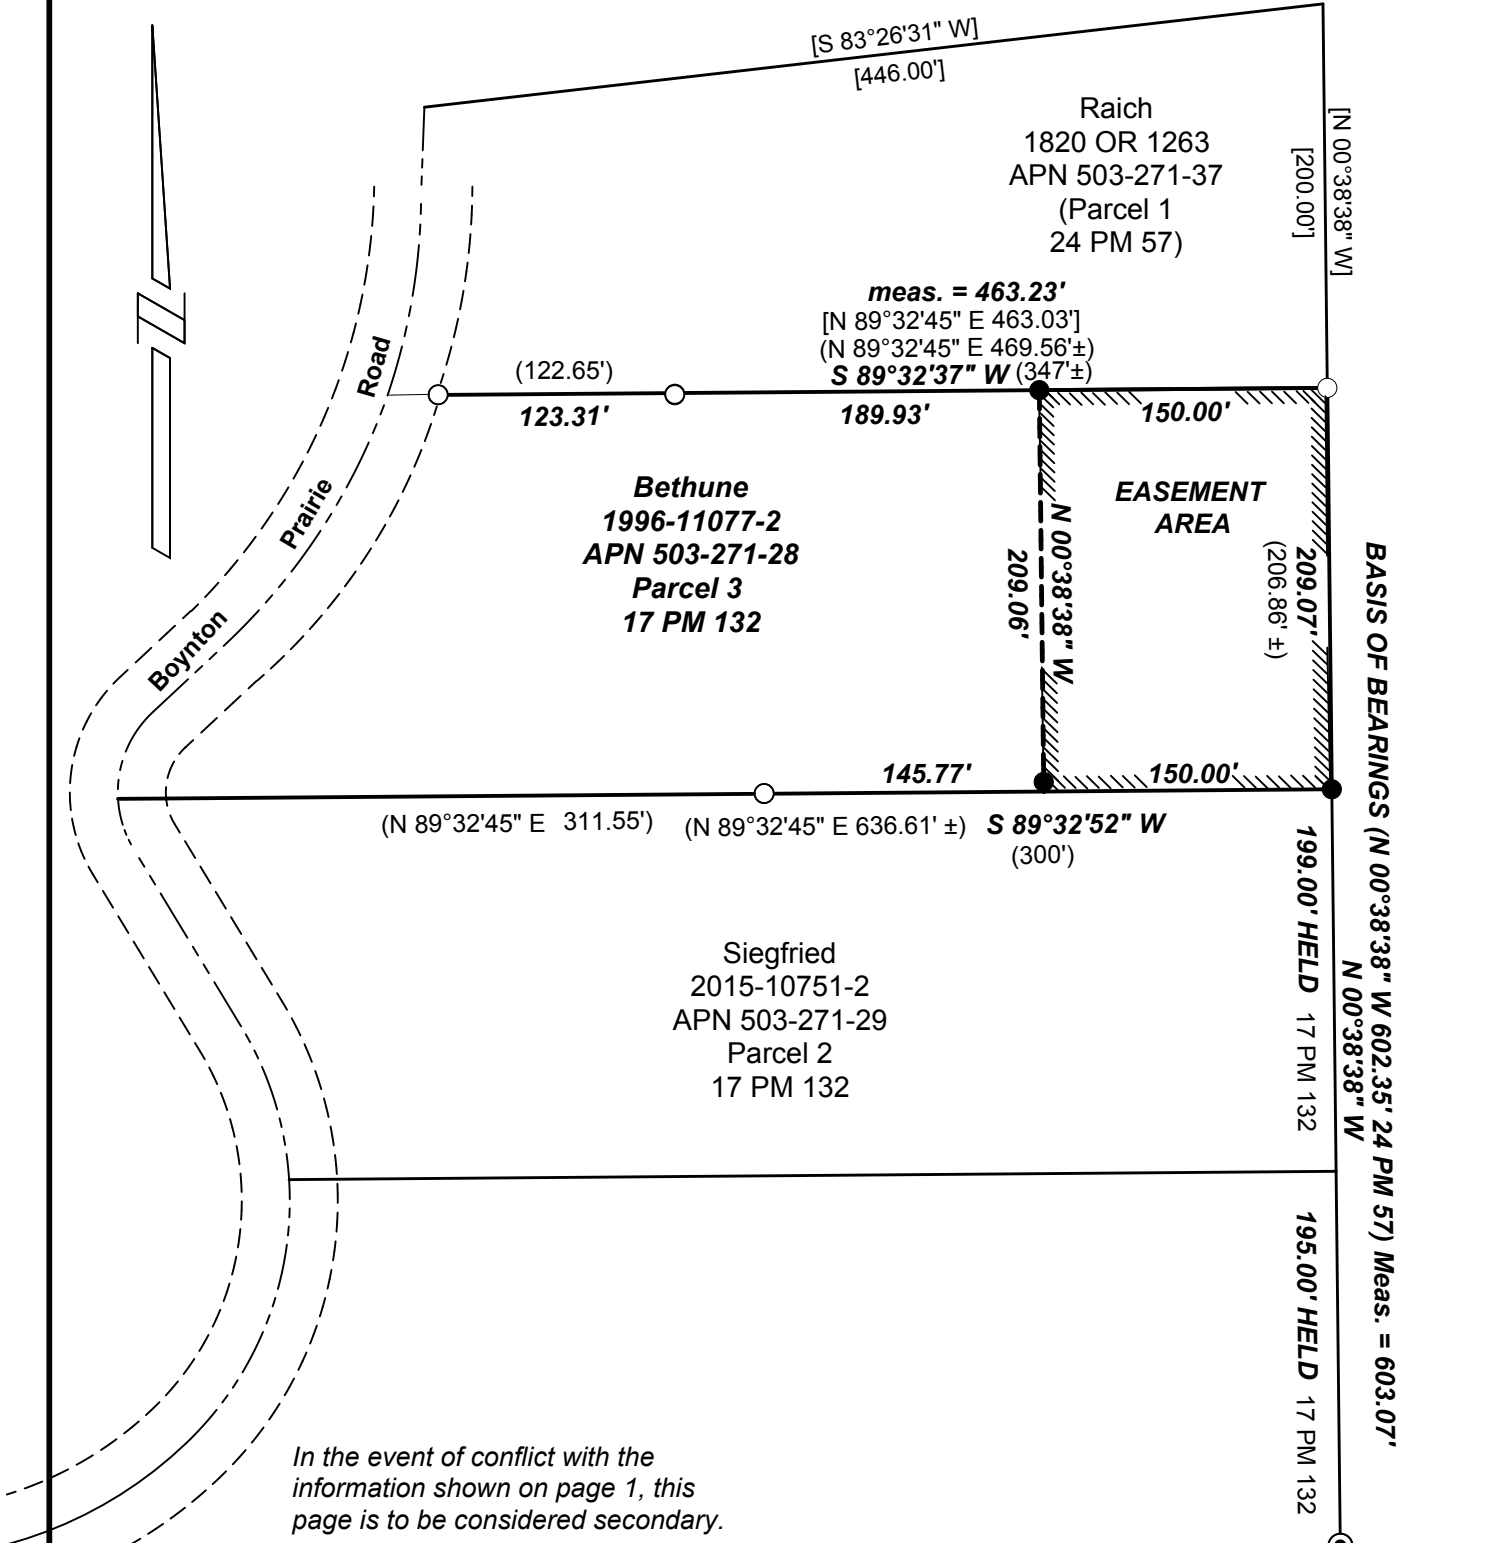 [S 83°26'31" W]
[446.00']
Raich
1820 OR 1263
APN 503-271-37
(Parcel 1
24 PM 57)
[N 00°38'38" W]
[200.00']
meas. = 463.23'
[N 89°32'45" E 463.03']
(N 89°32'45" E 469.56'±)
S 89°32'37" W (347'±)
(122.65')
123.31'
189.93'
150.00'
Boynton Prairie Road
Bethune
1996-11077-2
APN 503-271-28
Parcel 3
17 PM 132
EASEMENT
AREA
N 00°38'38" W
209.06'
209.07'
(206.86' ±)
145.77'
150.00'
(N 89°32'45" E 311.55')
(N 89°32'45" E 636.61' ±)
S 89°32'52" W
(300')
BASIS OF BEARINGS (N 00°38'38" W 602.35' 24 PM 57) Meas. = 603.07'
N 00°38'38" W
199.00' HELD 17 PM 132
Siegfried
2015-10751-2
APN 503-271-29
Parcel 2
17 PM 132
195.00' HELD 17 PM 132
In the event of conflict with the
information shown on page 1, this
page is to be considered secondary.